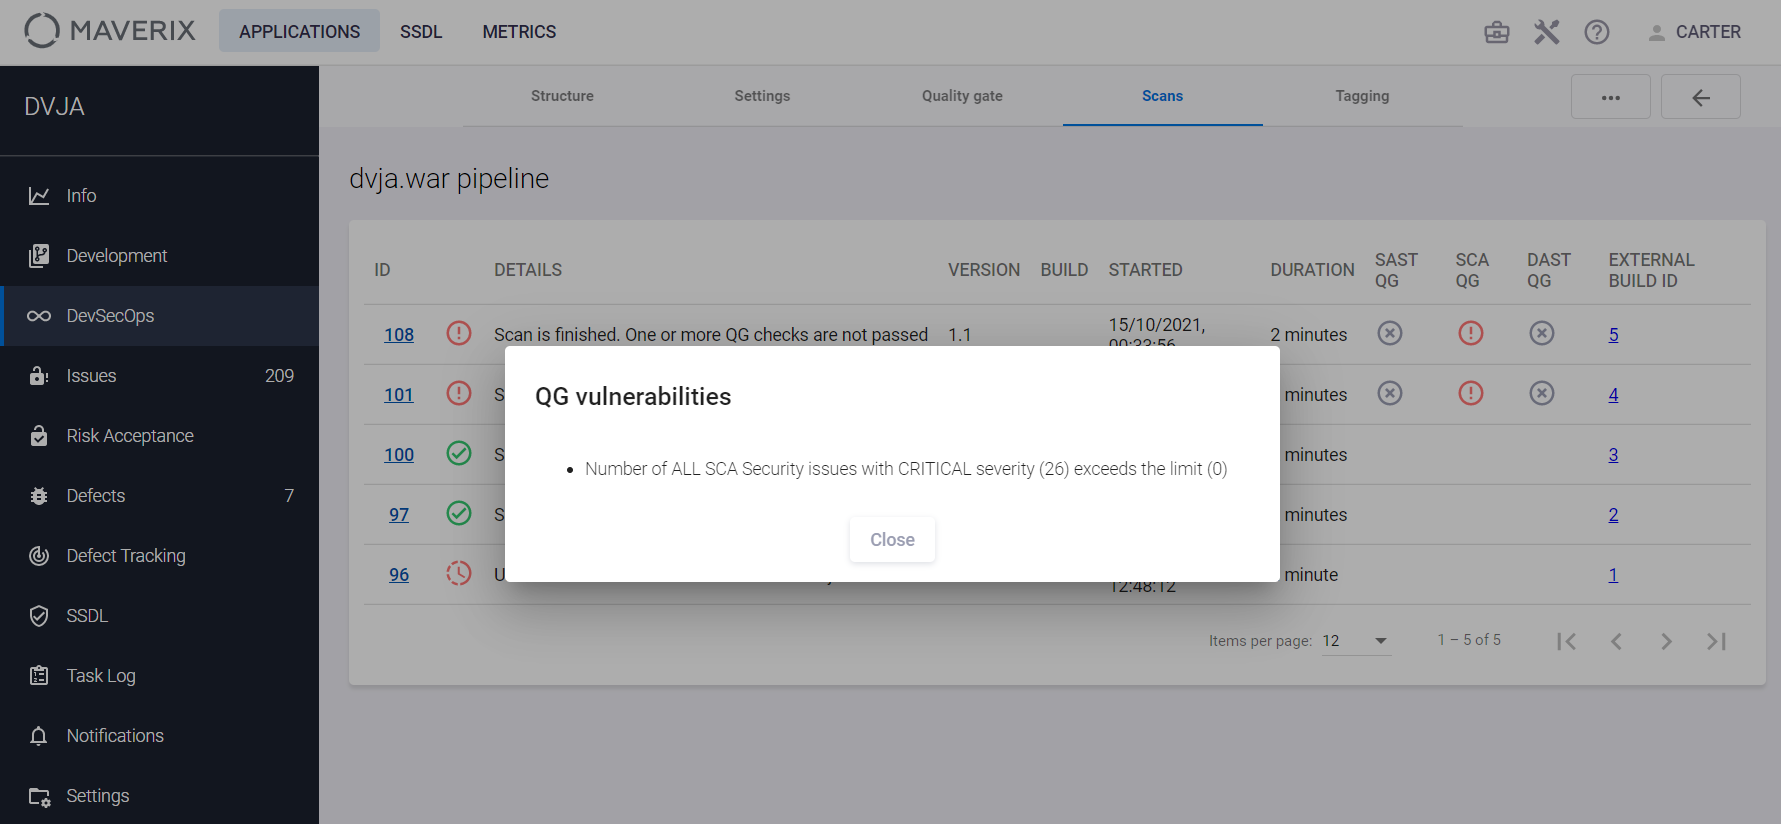 MAVERIX APPLICATIONS SSDL METRICS CARTER
DVJA
Structure Settings Quality gate Scans Tagging
Info
Development
DevSecOps
Issues 209
Risk Acceptance
Defects 7
Defect Tracking
SSDL
Task Log
Notifications
Settings
dvja.war pipeline
ID DETAILS VERSION BUILD STARTED DURATION SAST QG SCA QG DAST QG EXTERNAL BUILD ID
108 Scan is finished. One or more QG checks are not passed 1.1 15/10/2021, 00:33:56 2 minutes 5
101 S minutes 4
100 S minutes 3
97 S minutes 2
96 U 12:48:12 minute 1
QG vulnerabilities
• Number of ALL SCA Security issues with CRITICAL severity (26) exceeds the limit (0)
Close
Items per page: 12 1 – 5 of 5